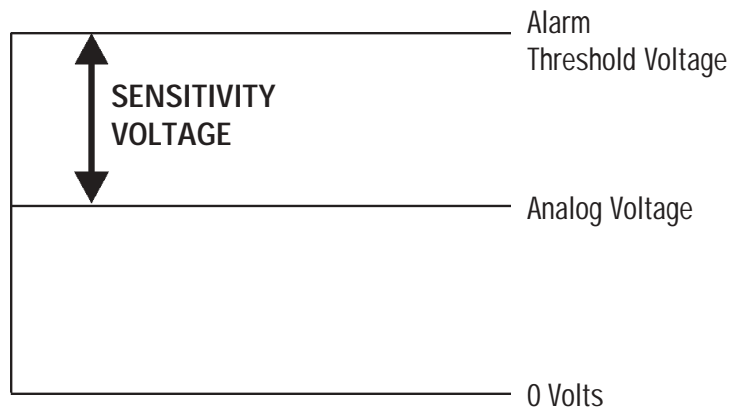 Alarm
Threshold Voltage
SENSITIVITY
VOLTAGE
Analog Voltage
0 Volts